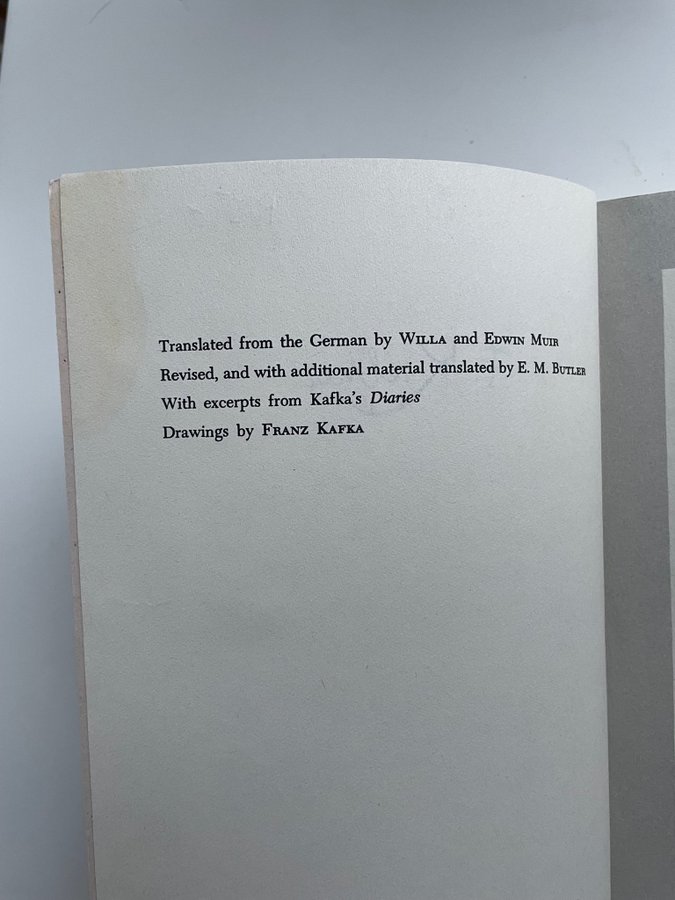 Translated from the German by WILLA and EDWIN MUIR
Revised, and with additional material translated by E. M. BUTLER
With excerpts from Kafka's Diaries
Drawings by FRANZ KAFKA